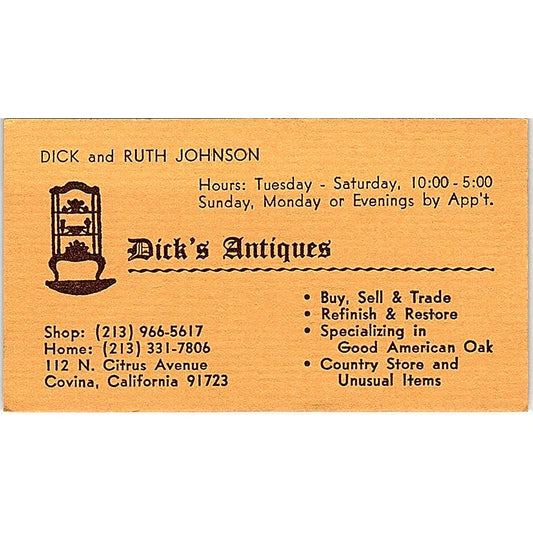 DICK and RUTH JOHNSON
Hours: Tuesday - Saturday, 10:00 - 5:00
Sunday, Monday or Evenings by App't.
Dick's Antiques
Shop: (213) 966-5617
Home: (213) 331-7806
112 N. Citrus Avenue
Covina, California 91723
• Buy, Sell & Trade
• Refinish & Restore
• Specializing in
Good American Oak
• Country Store and
Unusual Items